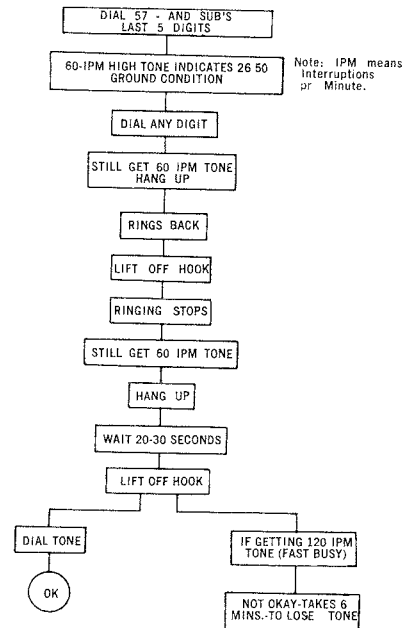 DIAL 57 - AND SUB'S
LAST 5 DIGITS
60-IPM HIGH TONE INDICATES 26 50
GROUND CONDITION
Note: IPM means
Interruptions
pr Minute.
DIAL ANY DIGIT
STILL GET 60 IPM TONE
HANG UP
RINGS BACK
LIFT OFF HOOK
RINGING STOPS
STILL GET 60 IPM TONE
HANG UP
WAIT 20-30 SECONDS
LIFT OFF HOOK
DIAL TONE
OK
IF GETTING 120 IPM
TONE (FAST BUSY)
NOT OKAY-TAKES 6
MINS.-TO LOSE TONE